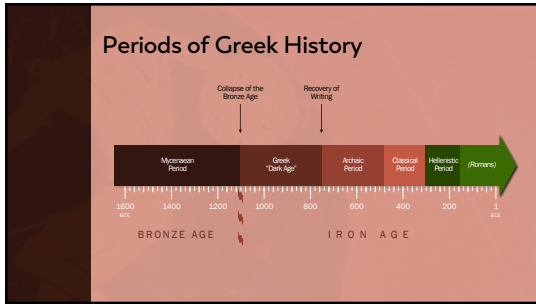 Periods of Greek History
Collapse of the
Bronze Age
Recovery of
Writing
Mycenaean
Period
Greek
"Dark Age"
Archaic
Period
Classical
Period
Hellenistic
Period
(Romans)
1600 1400 1200 1000 800 600 400 200 1
BCE BCE
BRONZE AGE IRON AGE